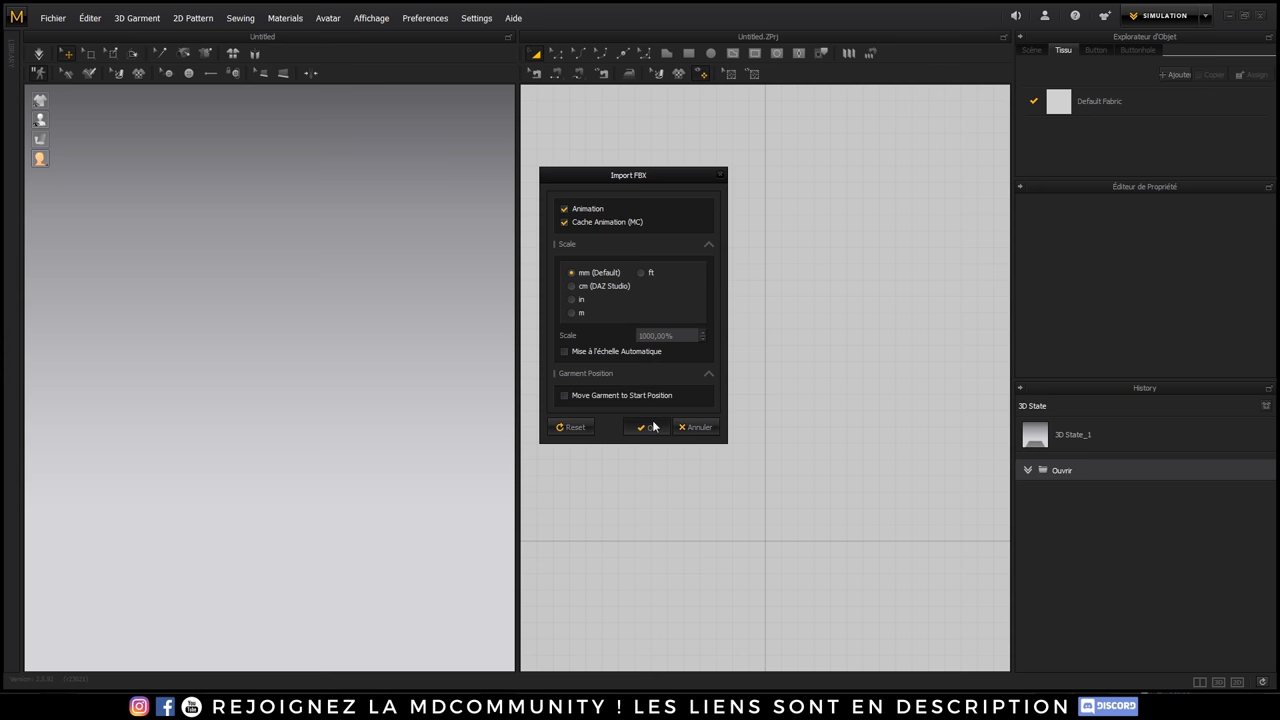 M Fichier Éditer 3D Garment 2D Pattern Sewing Materials Avatar Affichage Preferences Settings Aide SIMULATION
Untitled
Untitled.ZPrj
Explorateur d'Objet
Scène Tissu Button Buttonhole
Ajouter Copier Assign
LIBRARY
Default Fabric
Import FBX
Éditeur de Propriété
Animation
Cache Animation (MC)
Scale
mm (Default) ft
cm (DAZ Studio)
in
m
Scale 1000,00%
Mise à l'échelle Automatique
Garment Position
Move Garment to Start Position
Reset Annuler
History
3D State
3D State_1
Ouvrir
REJOIGNEZ LA MDCOMMUNITY ! LES LIENS SONT EN DESCRIPTION DISCORD